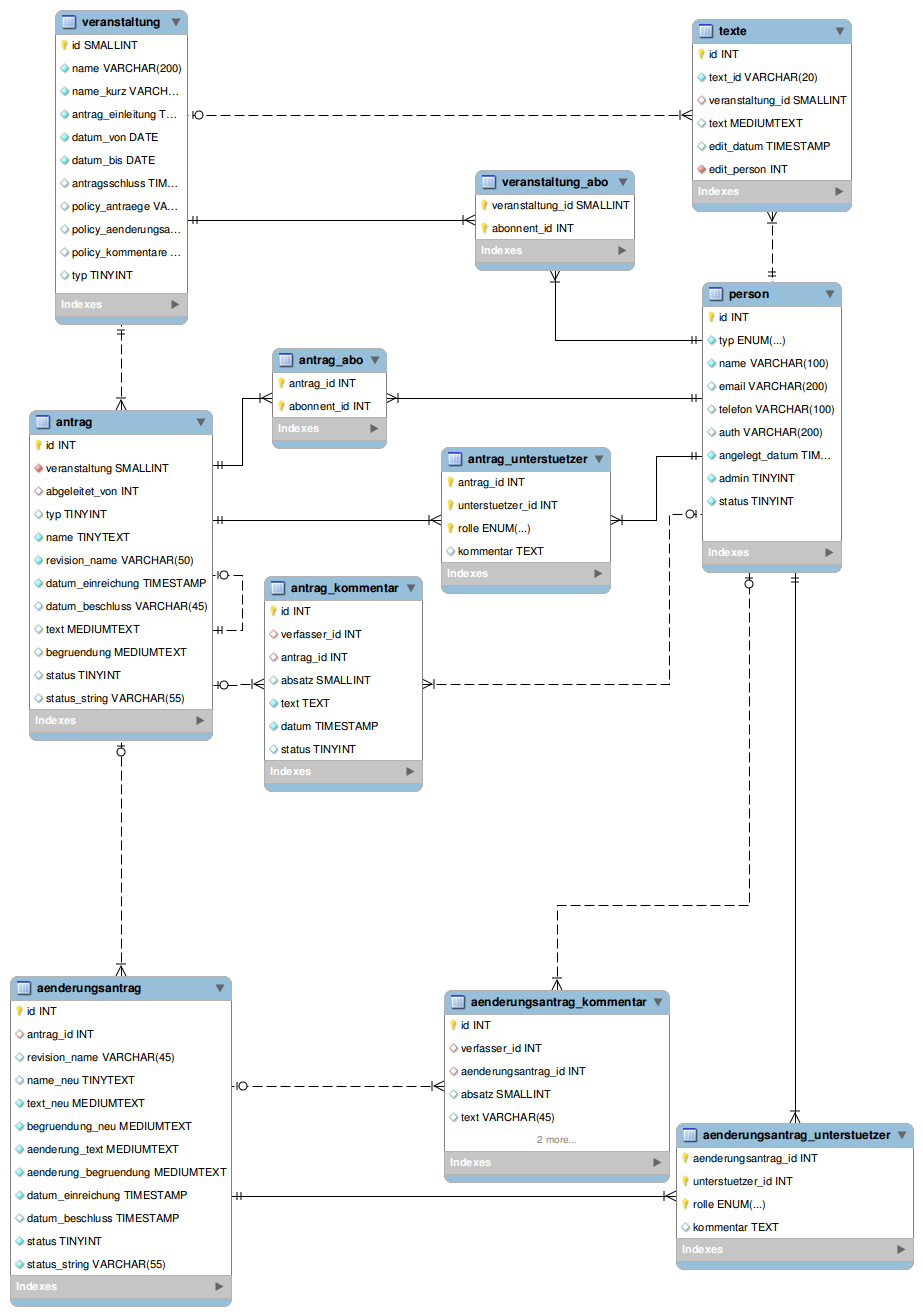 veranstaltung
id SMALLINT
name VARCHAR(200)
name_kurz VARCH...
antrag_einleitung T...
datum_von DATE
datum_bis DATE
antragsschluss TIM...
policy_antraege VA...
policy_aenderungsa...
policy_kommentare ...
typ TINYINT
Indexes
texte
id INT
text_id VARCHAR(20)
veranstaltung_id SMALLINT
text MEDIUMTEXT
edit_datum TIMESTAMP
edit_person INT
Indexes
veranstaltung_abo
veranstaltung_id SMALLINT
abonnent_id INT
Indexes
person
id INT
typ ENUM(...)
name VARCHAR(100)
email VARCHAR(200)
telefon VARCHAR(100)
auth VARCHAR(200)
angelegt_datum TIM...
admin TINYINT
status TINYINT
Indexes
antrag_abo
antrag_id INT
abonnent_id INT
Indexes
antrag
id INT
veranstaltung SMALLINT
abgeleitet_von INT
typ TINYINT
name TINYTEXT
revision_name VARCHAR(50)
datum_einreichung TIMESTAMP
datum_beschluss VARCHAR(45)
text MEDIUMTEXT
begruendung MEDIUMTEXT
status TINYINT
status_string VARCHAR(55)
Indexes
antrag_unterstuetzer
antrag_id INT
unterstuetzer_id INT
rolle ENUM(...)
kommentar TEXT
Indexes
antrag_kommentar
id INT
verfasser_id INT
antrag_id INT
absatz SMALLINT
text TEXT
datum TIMESTAMP
status TINYINT
Indexes
aenderungsantrag
id INT
antrag_id INT
revision_name VARCHAR(45)
name_neu TINYTEXT
text_neu MEDIUMTEXT
begruendung_neu MEDIUMTEXT
aenderung_text MEDIUMTEXT
aenderung_begruendung MEDIUMTEXT
datum_einreichung TIMESTAMP
datum_beschluss TIMESTAMP
status TINYINT
status_string VARCHAR(55)
Indexes
aenderungsantrag_kommentar
id INT
verfasser_id INT
aenderungsantrag_id INT
absatz SMALLINT
text VARCHAR(45)
2 more...
Indexes
aenderungsantrag_unterstuetzer
aenderungsantrag_id INT
unterstuetzer_id INT
rolle ENUM(...)
kommentar TEXT
Indexes